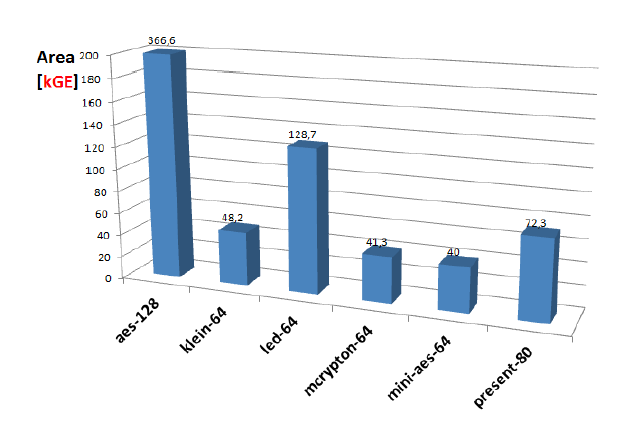 Area
[kGE]
200
180
160
140
120
100
80
60
40
20
0
366,6
48,2
128,7
41,3
40
72,3
aes-128
klein-64
led-64
mcrypton-64
mini-aes-64
present-80